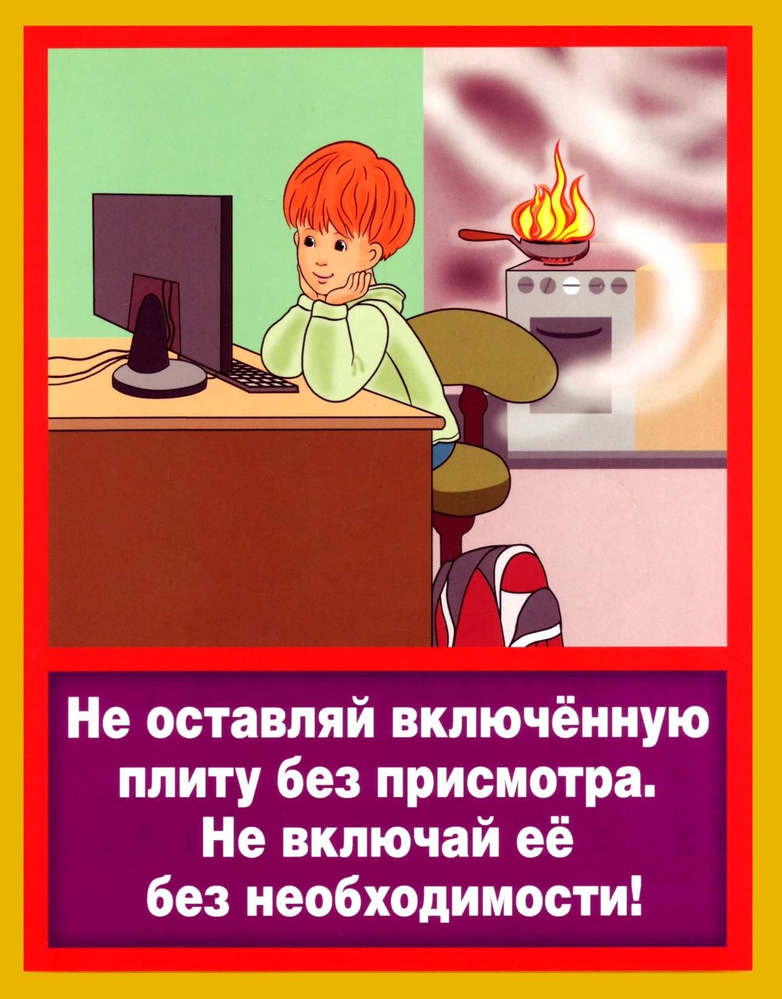 Не оставляй включённую
плиту без присмотра.
Не включай её
без необходимости!